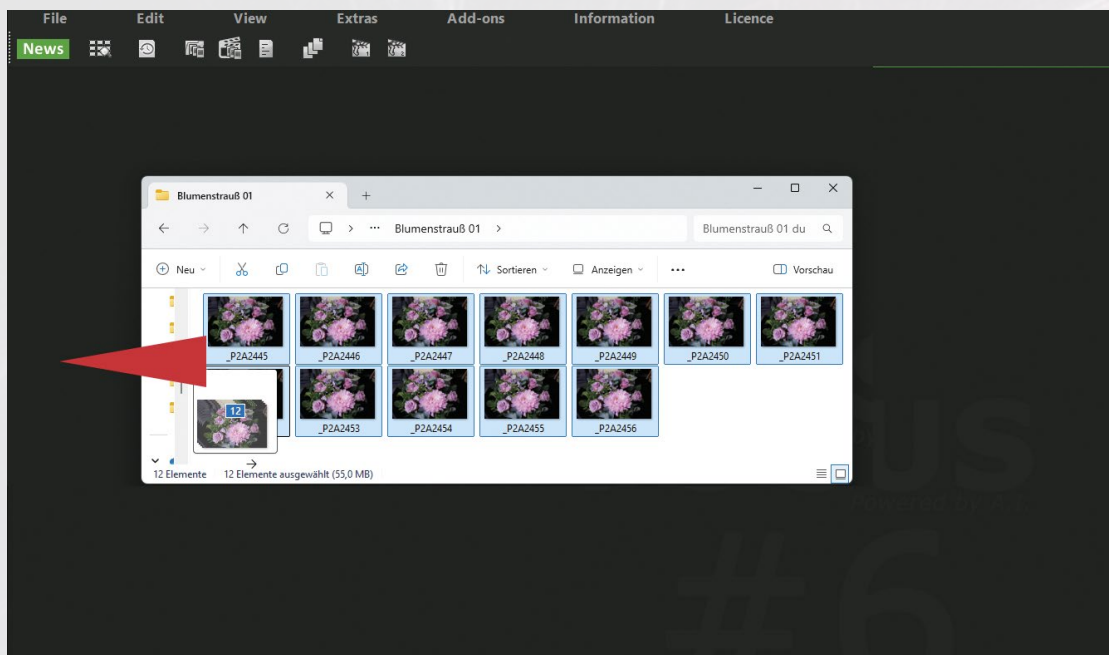 File Edit View Extras Add-ons Information Licence
News
Blumenstrauß 01
Blumenstrauß 01
Blumenstrauß 01 du
Neu Sortieren Anzeigen Vorschau
_P2A2445 _P2A2446 _P2A2447 _P2A2448 _P2A2449 _P2A2450 _P2A2451
12
_P2A2453 _P2A2454 _P2A2455 _P2A2456
12 Elemente 12 Elemente ausgewählt (55,0 MB)
#6